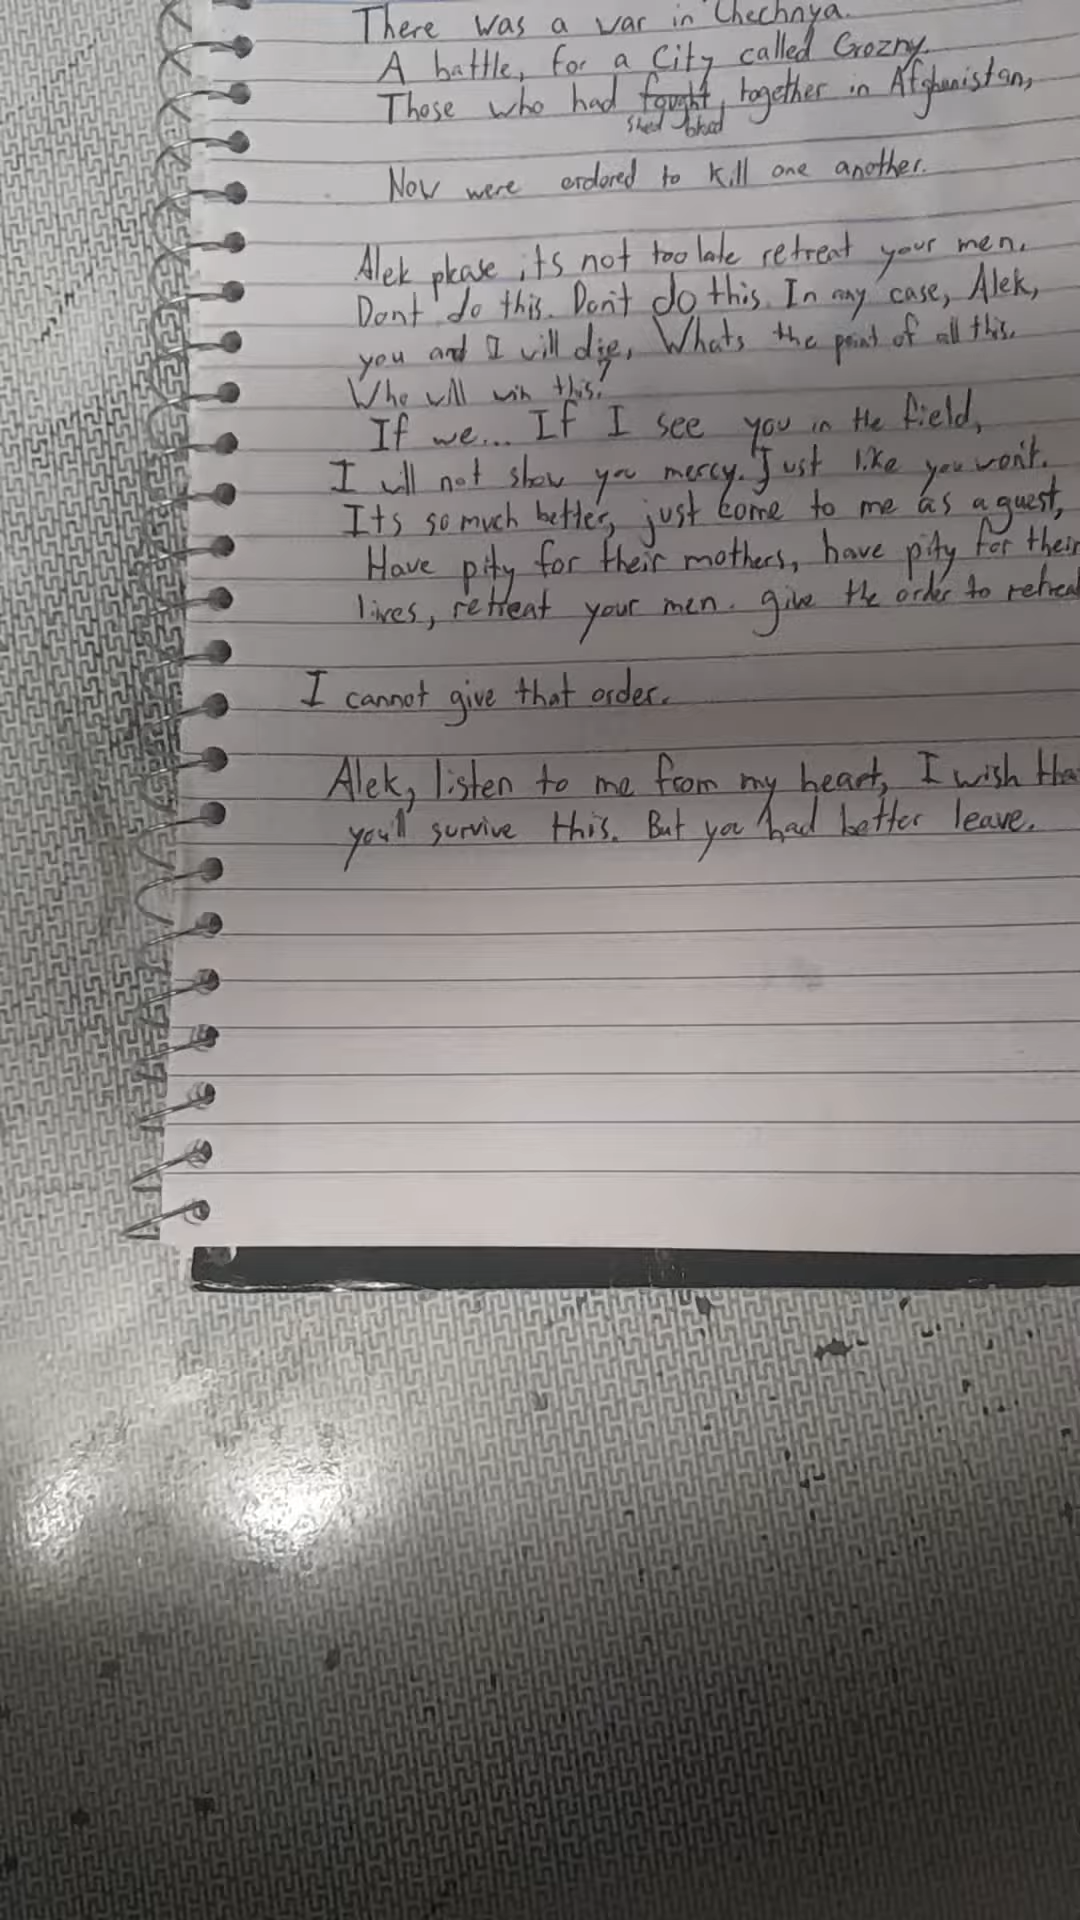 There was a war in Chechnya.
A battle, for a City called Grozny.
Those who had fought, together in Afghanistan,
shed blood
Now were ordered to kill one another.
Alek please its not too late retreat your men.
Dont do this. Don't do this. In any case, Alek,
you and I will die, Whats the point of all this.
Who will win this?
If we... If I see you in the field,
I will not show you mercy. Just like you won't.
Its so much better, just come to me as a guest,
Have pity for their mothers, have pity for their
lives, retreat your men. give the order to retreat
I cannot give that order.
Alek, listen to me from my heart, I wish tha
you'll survive this. But you had better leave.